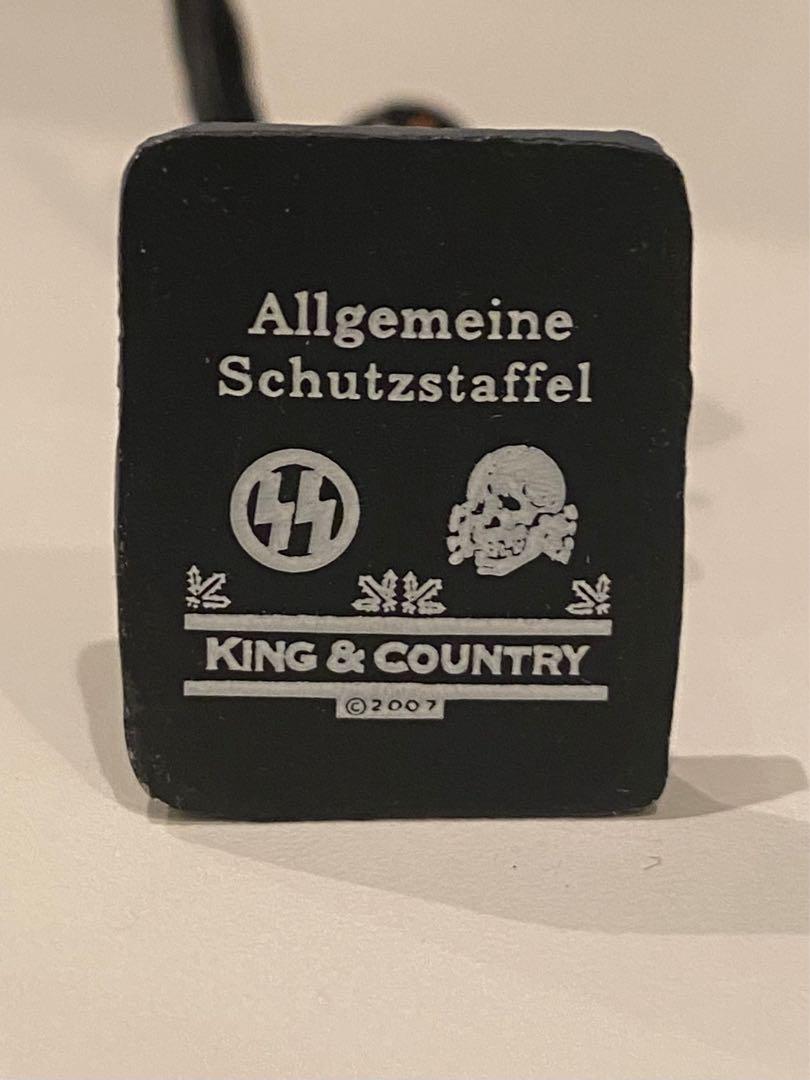 Allgemeine
Schutzstaffel
KING & COUNTRY
©2007